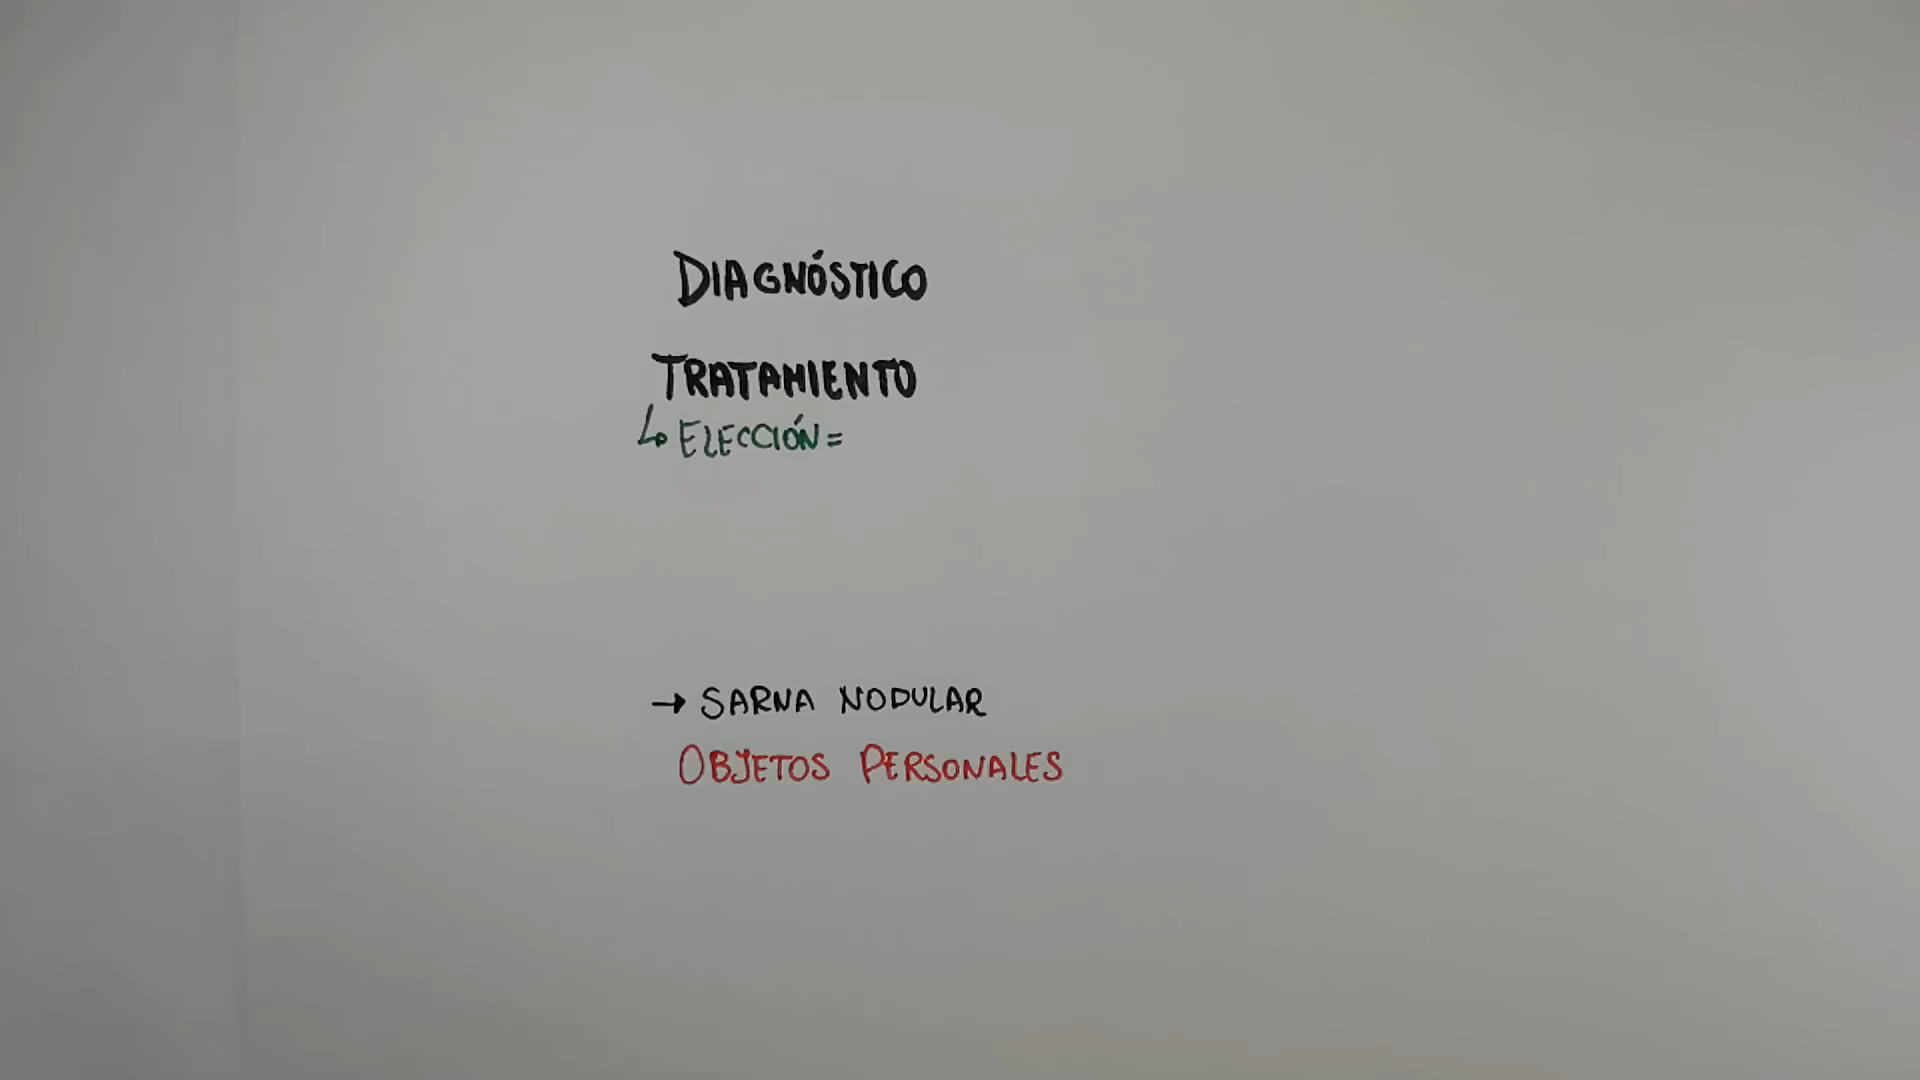 DIAGNÓSTICO
TRATAMIENTO
↳ ELECCIÓN =
→ SARNA NODULAR
OBJETOS PERSONALES